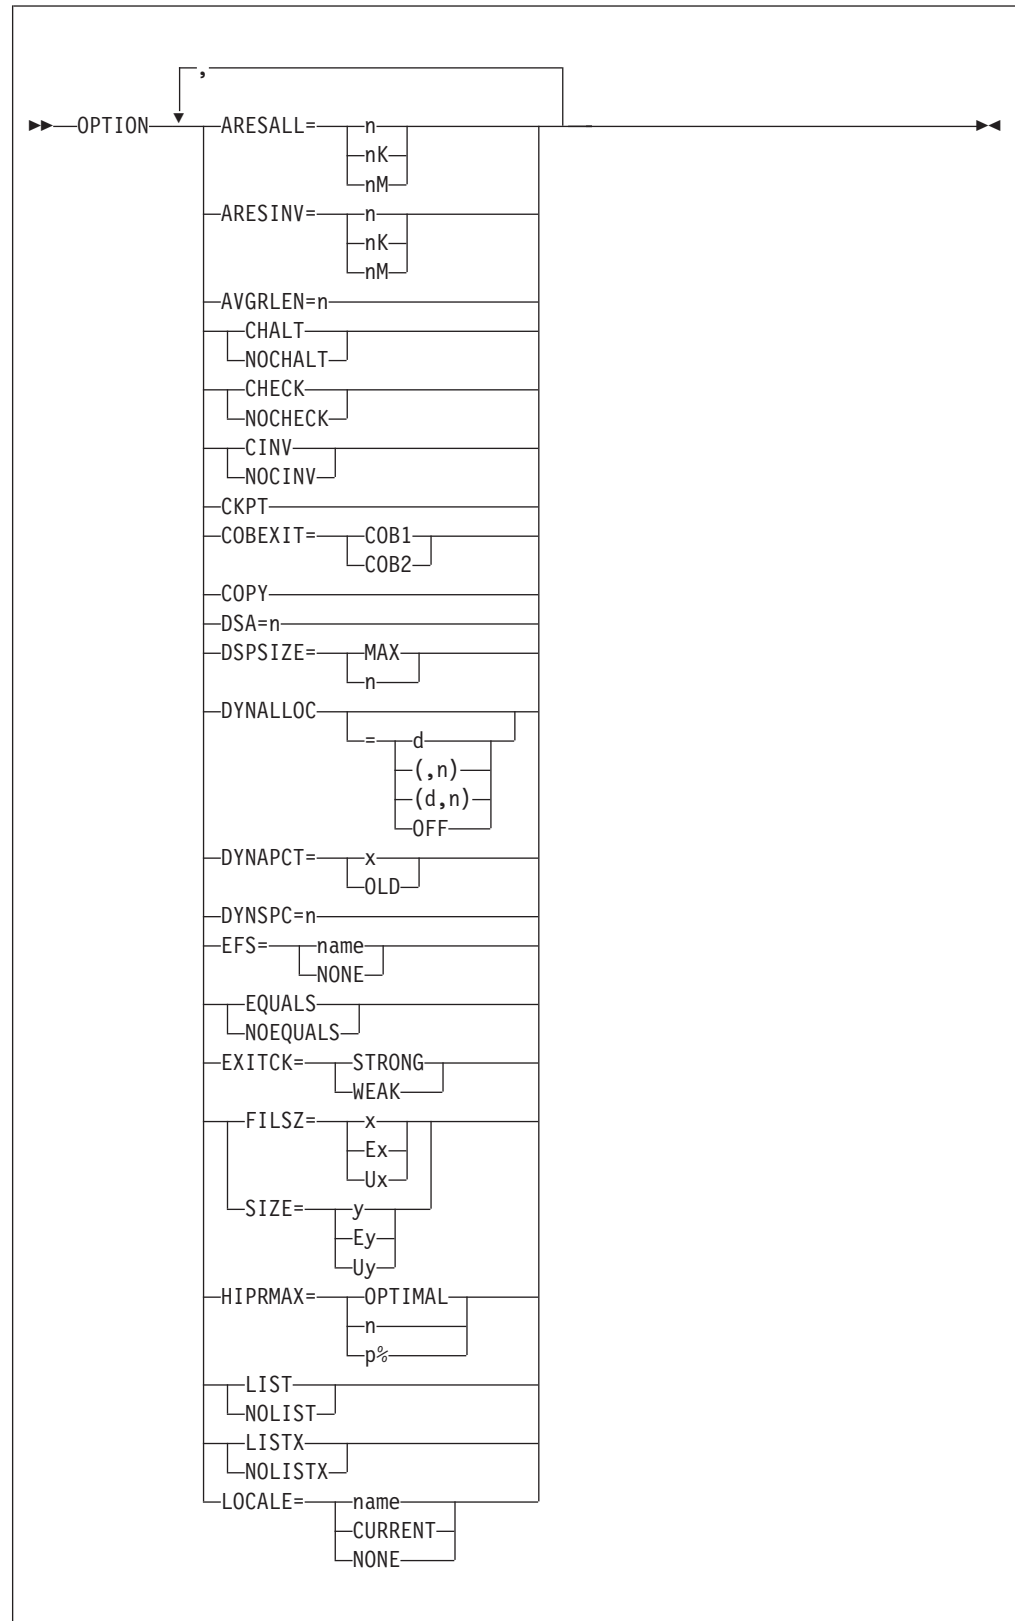 ,
OPTION ARESALL= n
nK
nM
ARESINV= n
nK
nM
AVGRLEN=n
CHALT
NOCHALT
CHECK
NOCHECK
CINV
NOCINV
CKPT
COBEXIT= COB1
COB2
COPY
DSA=n
DSPSIZE= MAX
n
DYNALLOC
= d
(,n)
(d,n)
OFF
DYNAPCT= x
OLD
DYNSPC=n
EFS= name
NONE
EQUALS
NOEQUALS
EXITCK= STRONG
WEAK
FILSZ= x
Ex
Ux
SIZE= y
Ey
Uy
HIPRMAX= OPTIMAL
n
p%
LIST
NOLIST
LISTX
NOLISTX
LOCALE= name
CURRENT
NONE